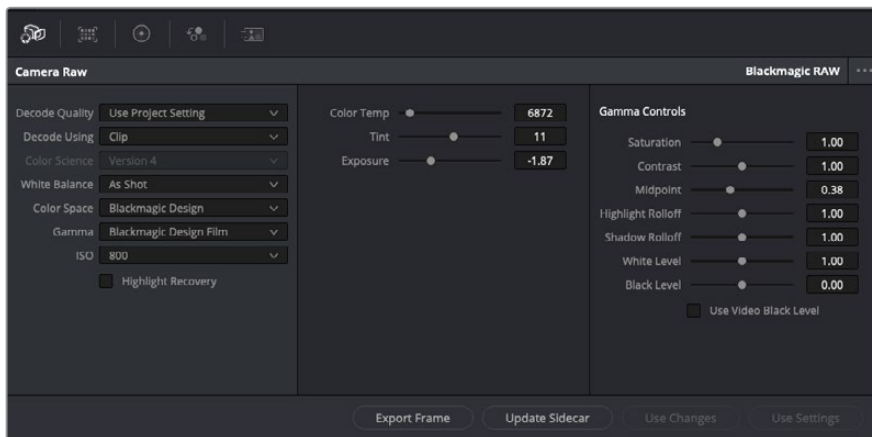 Camera Raw
Blackmagic RAW
Decode Quality Use Project Setting
Decode Using Clip
Color Science Version 4
White Balance As Shot
Color Space Blackmagic Design
Gamma Blackmagic Design Film
ISO 800
Highlight Recovery
Color Temp 6872
Tint 11
Exposure -1.87
Gamma Controls
Saturation 1.00
Contrast 1.00
Midpoint 0.38
Highlight Rolloff 1.00
Shadow Rolloff 1.00
White Level 1.00
Black Level 0.00
Use Video Black Level
Export Frame
Update Sidecar
Use Changes
Use Settings